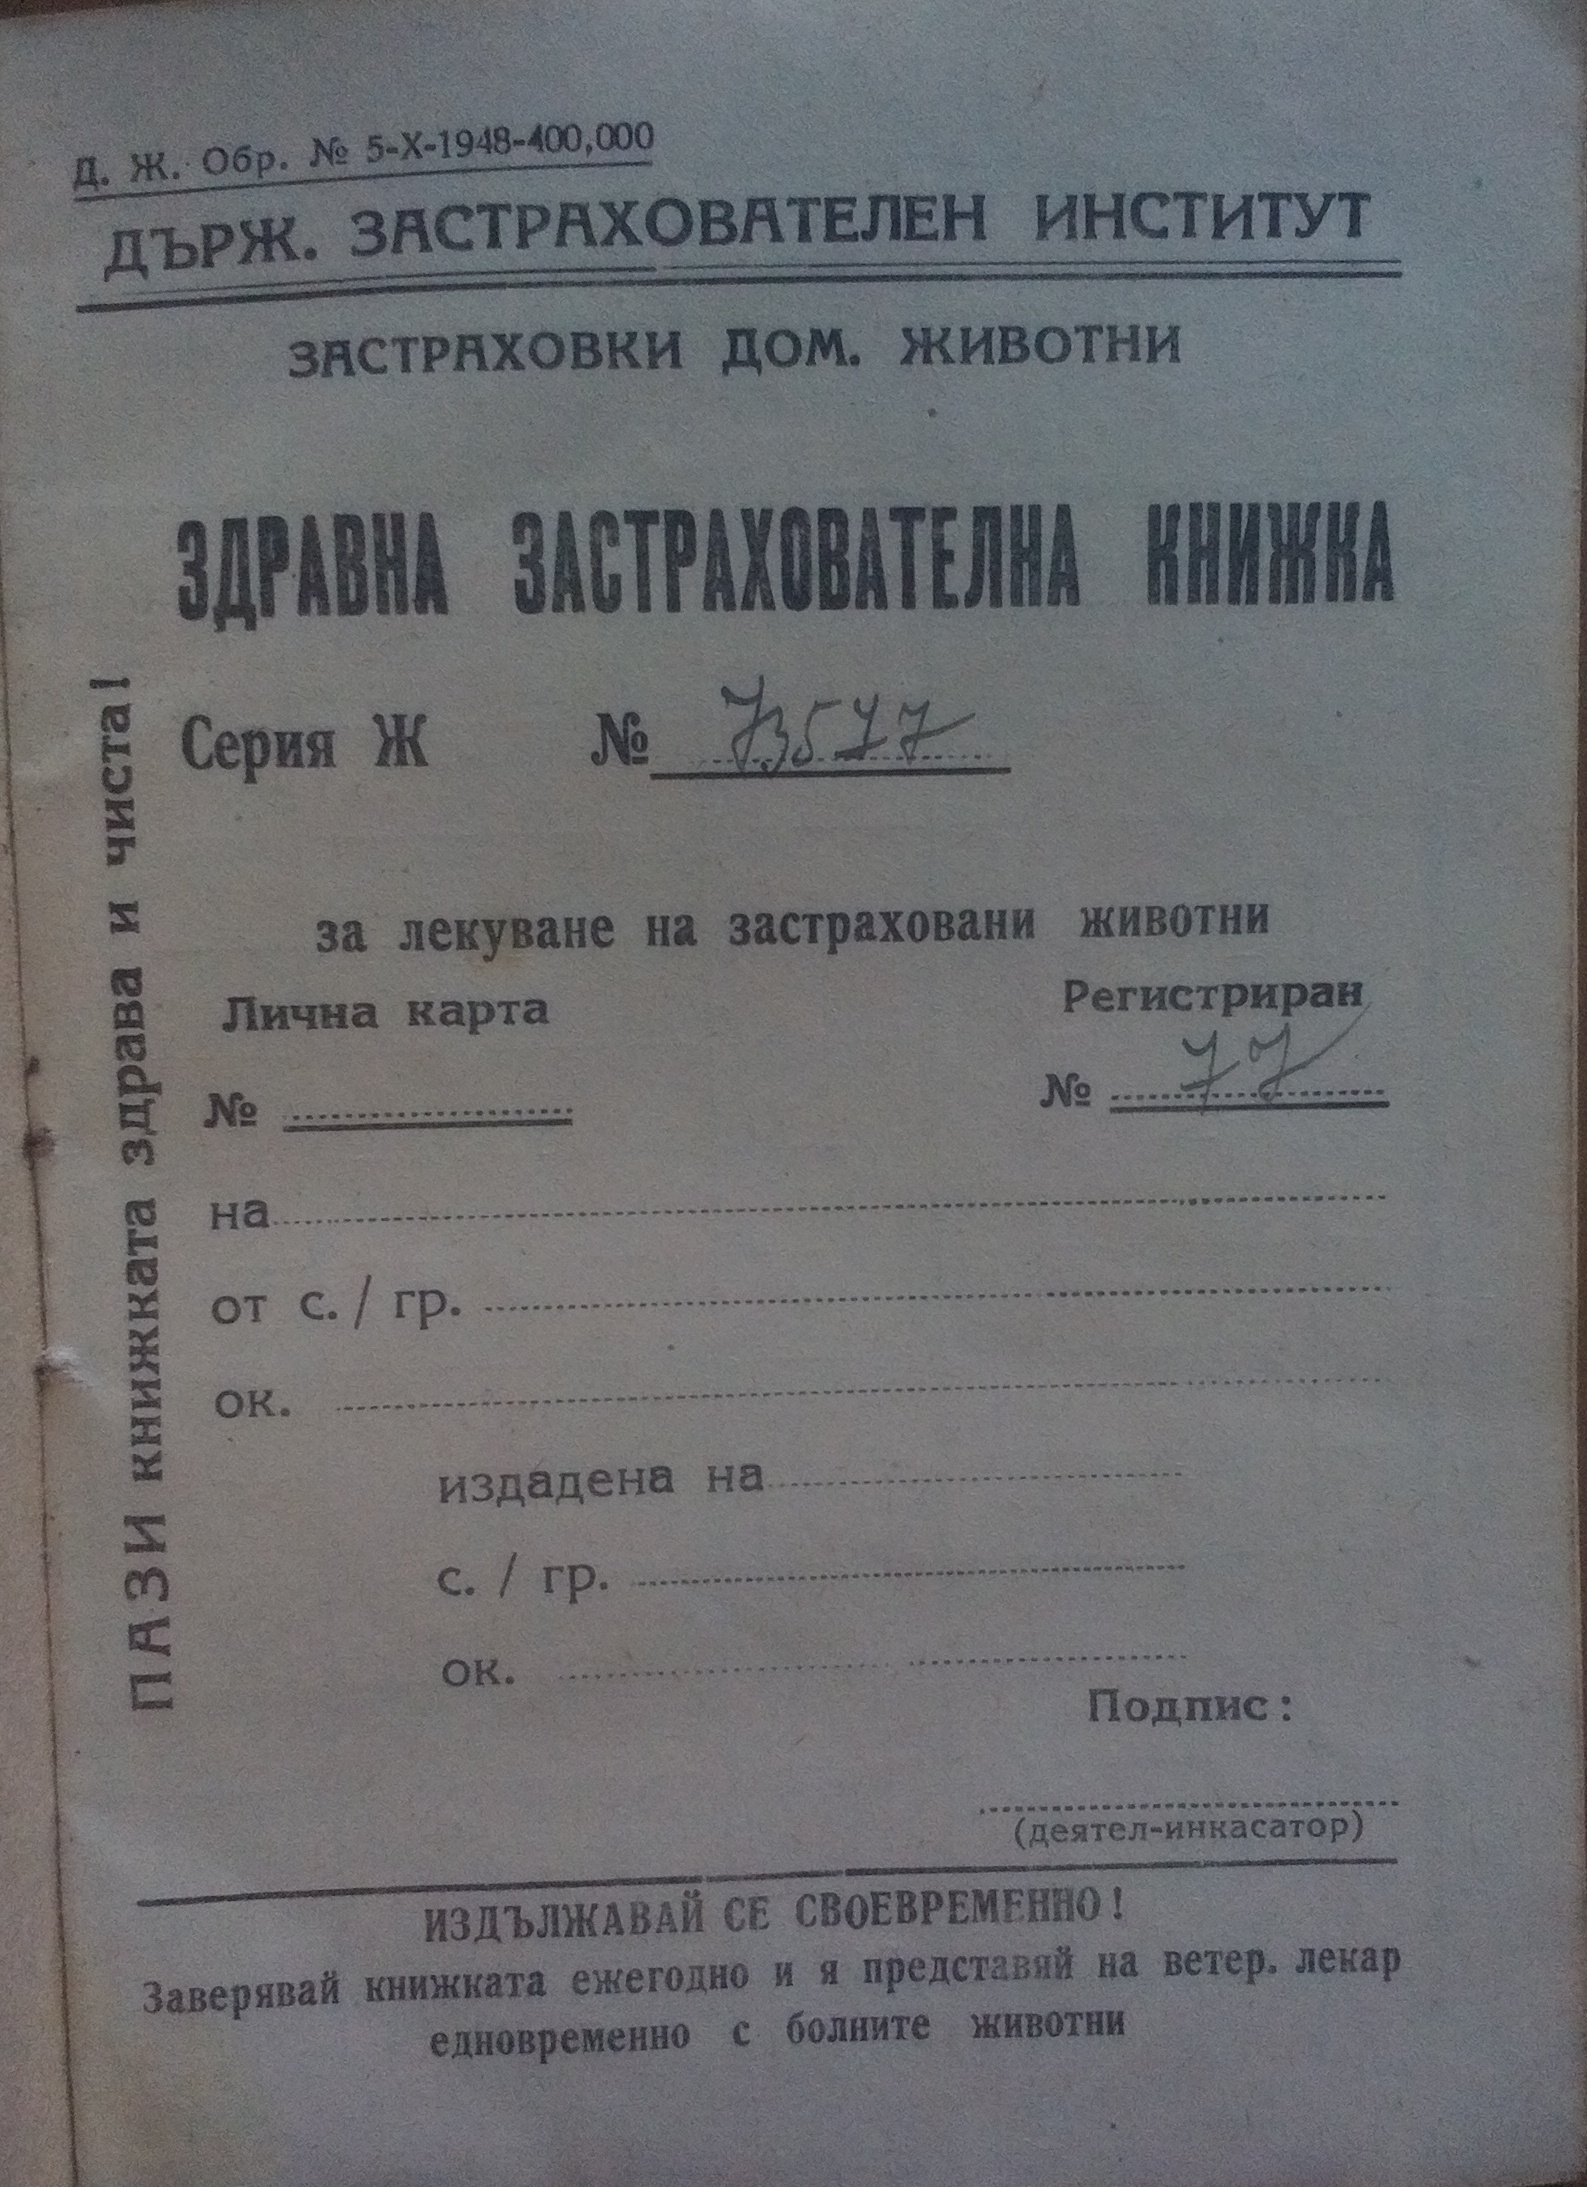 Д. Ж. Обр. № 5-X-1948-400,000
ДЪРЖ. ЗАСТРАХОВАТЕЛЕН ИНСТИТУТ
ЗАСТРАХОВКИ ДОМ. ЖИВОТНИ
ЗДРАВНА ЗАСТРАХОВАТЕЛНА КНИЖКА
Серия Ж № 73577
за лекуване на застраховани животни
Лична карта Регистриран
№ № 77
на
от с. / гр.
ок.
издадена на
с. / гр.
ок.
Подпис:
(деятел-инкасатор)
ИЗДЪЛЖАВАЙ СЕ СВОЕВРЕМЕННО!
Заверявай книжката ежегодно и я представяй на ветер. лекар
едновременно с болните животни
ПАЗИ книжката здрава и чиста!